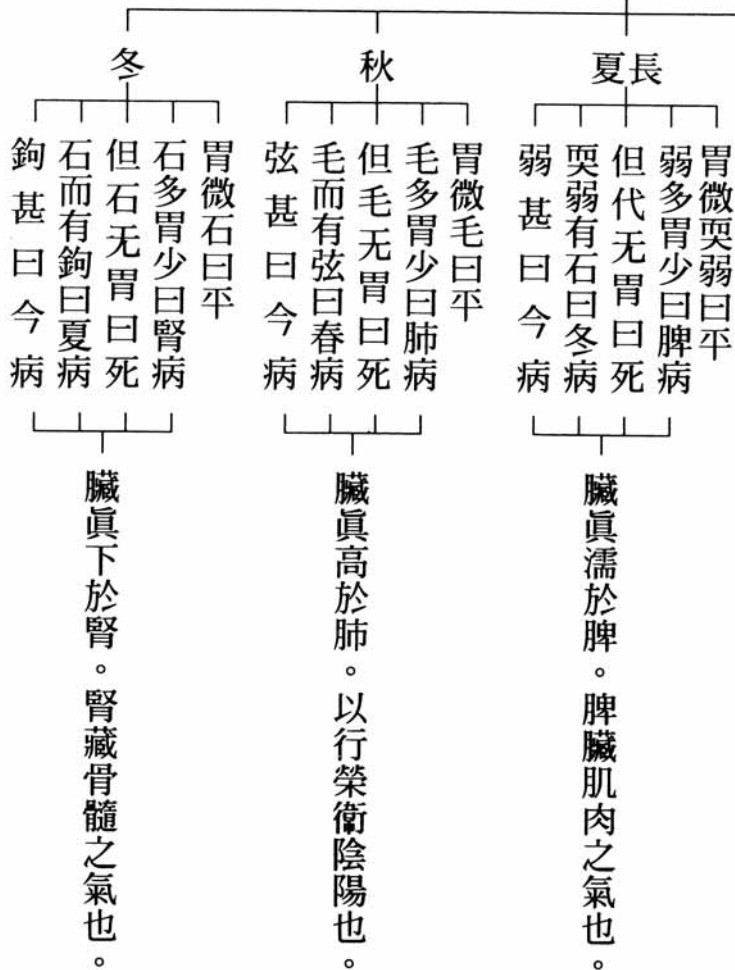 長夏
胃微耎弱曰平
弱多胃少曰脾病
但代无胃曰死
耎弱有石曰冬病
弱甚曰今病
臟眞濡於脾。脾臟肌肉之氣也。
秋
胃微毛曰平
毛多胃少曰肺病
但毛无胃曰死
毛而有弦曰春病
弦甚曰今病
臟眞高於肺。以行榮衛陰陽也。
冬
胃微石曰平
石多胃少曰腎病
但石无胃曰死
石而有鉤曰夏病
鉤甚曰今病
臟眞下於腎。腎藏骨髓之氣也。